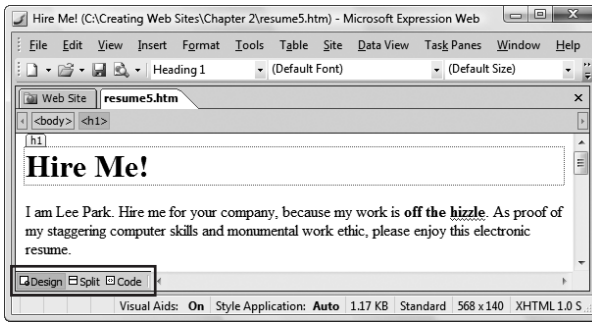 Hire Me! (C:\Creating Web Sites\Chapter 2\resume5.htm) - Microsoft Expression Web
File Edit View Insert Format Tools Table Site Data View Task Panes Window Help
Heading 1 (Default Font) (Default Size)
Web Site resume5.htm
<body> <h1>
h1
Hire Me!
I am Lee Park. Hire me for your company, because my work is off the hizzle. As proof of
my staggering computer skills and monumental work ethic, please enjoy this electronic
resume.
Design Split Code
Visual Aids: On Style Application: Auto 1.17 KB Standard 568 x 140 XHTML 1.0 S